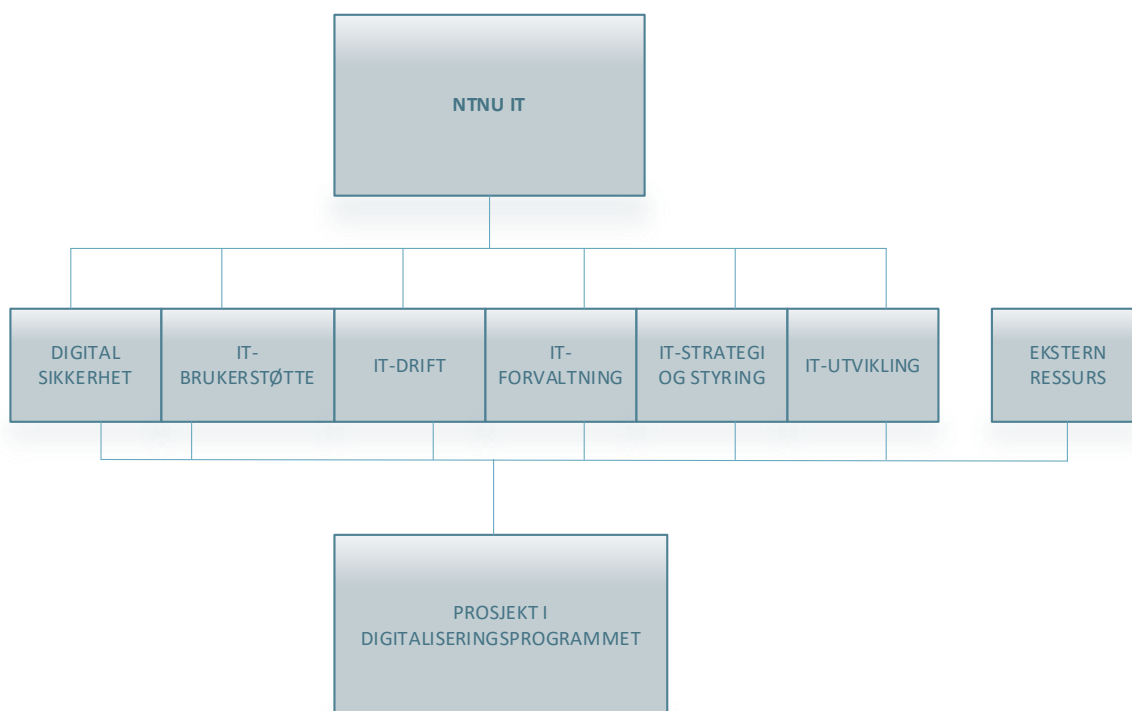 NTNU IT
DIGITAL
SIKKERHET
IT-
BRUKERSTØTTE
IT-DRIFT
IT-
FORVALTNING
IT-STRATEGI
OG STYRING
IT-UTVIKLING
EKSTERN
RESSURS
PROSJEKT I
DIGITALISERINGSPROGRAMMET